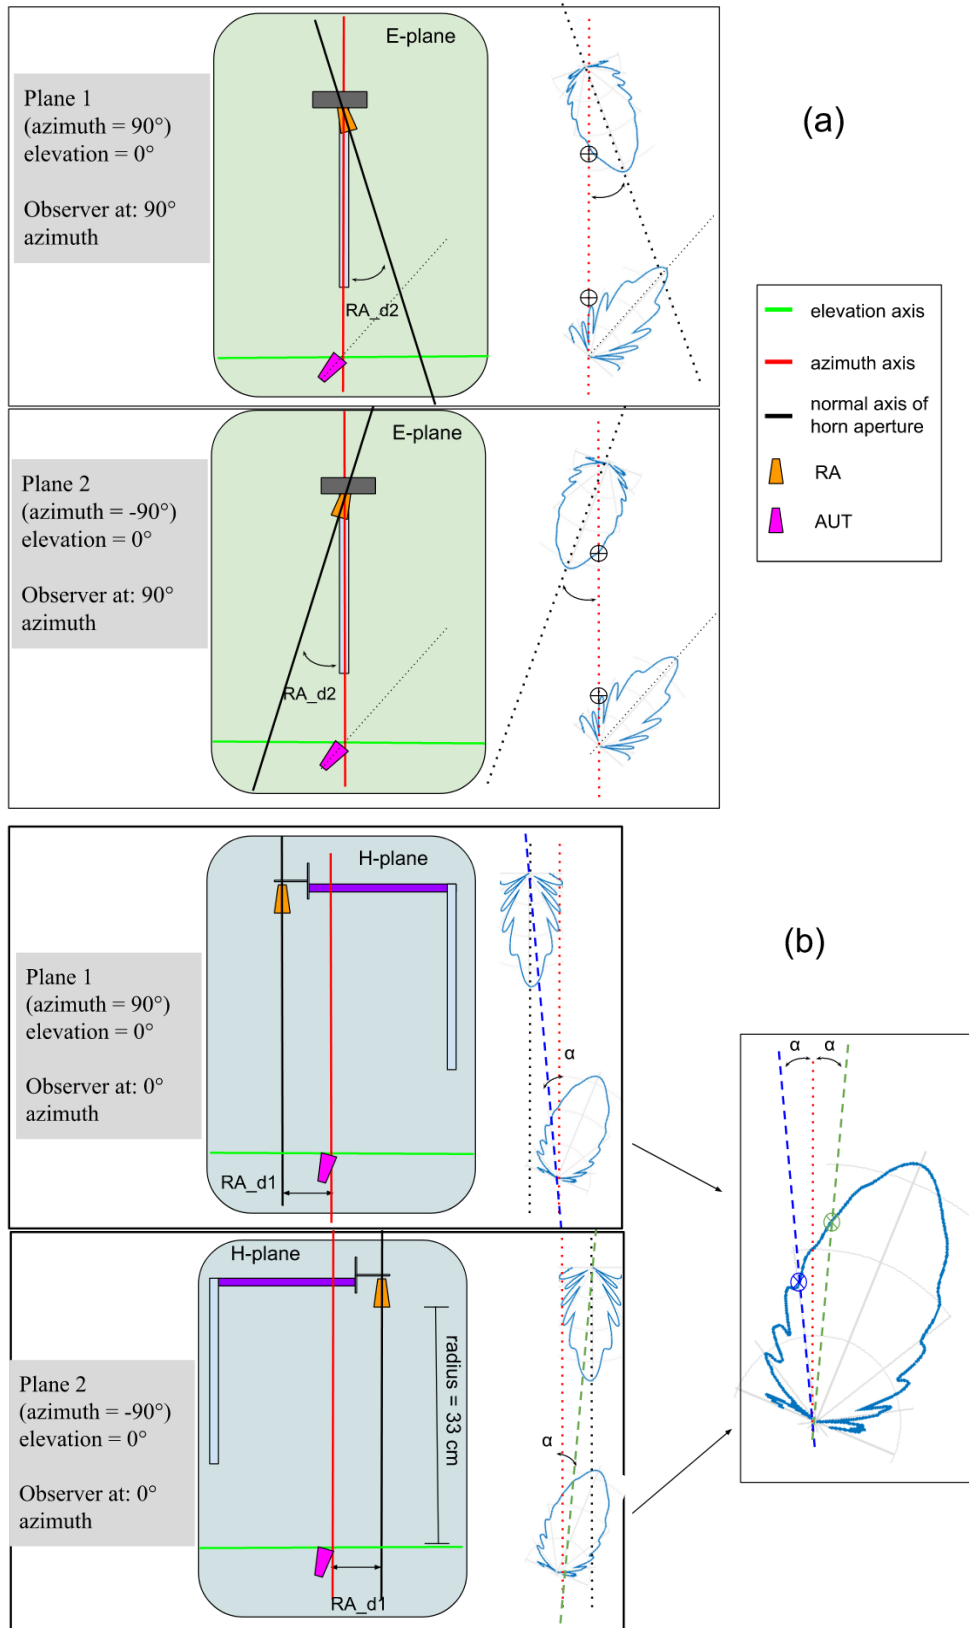 E-plane
Plane 1
(azimuth = 90°)
elevation = 0°
Observer at: 90°
azimuth
RA_d2
(a)
E-plane
Plane 2
(azimuth = -90°)
elevation = 0°
Observer at: 90°
azimuth
RA_d2
elevation axis
azimuth axis
normal axis of
horn aperture
RA
AUT
H-plane
Plane 1
(azimuth = 90°)
elevation = 0°
Observer at: 0°
azimuth
RA_d1
α
(b)
H-plane
Plane 2
(azimuth = -90°)
elevation = 0°
Observer at: 0°
azimuth
radius = 33 cm
RA_d1
α
α α